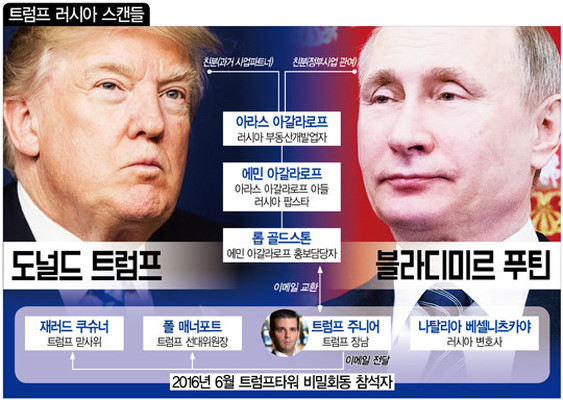 트럼프 러시아 스캔들
친분(과거 사업파트너)
친분(정부사업 관여)
아라스 아갈라로프
러시아 부동산개발업자
에민 아갈라로프
아라스 아갈라로프 아들
러시아 팝스타
롭 골드스톤
에민 아갈라로프 홍보담당자
도널드 트럼프
블라디미르 푸틴
이메일 교환
재러드 쿠슈너
트럼프 맏사위
폴 매너포트
트럼프 선대위원장
트럼프 주니어
트럼프 장남
나탈리아 베셀니츠카야
러시아 변호사
이메일 전달
2016년 6월 트럼프타워 비밀회동 참석자